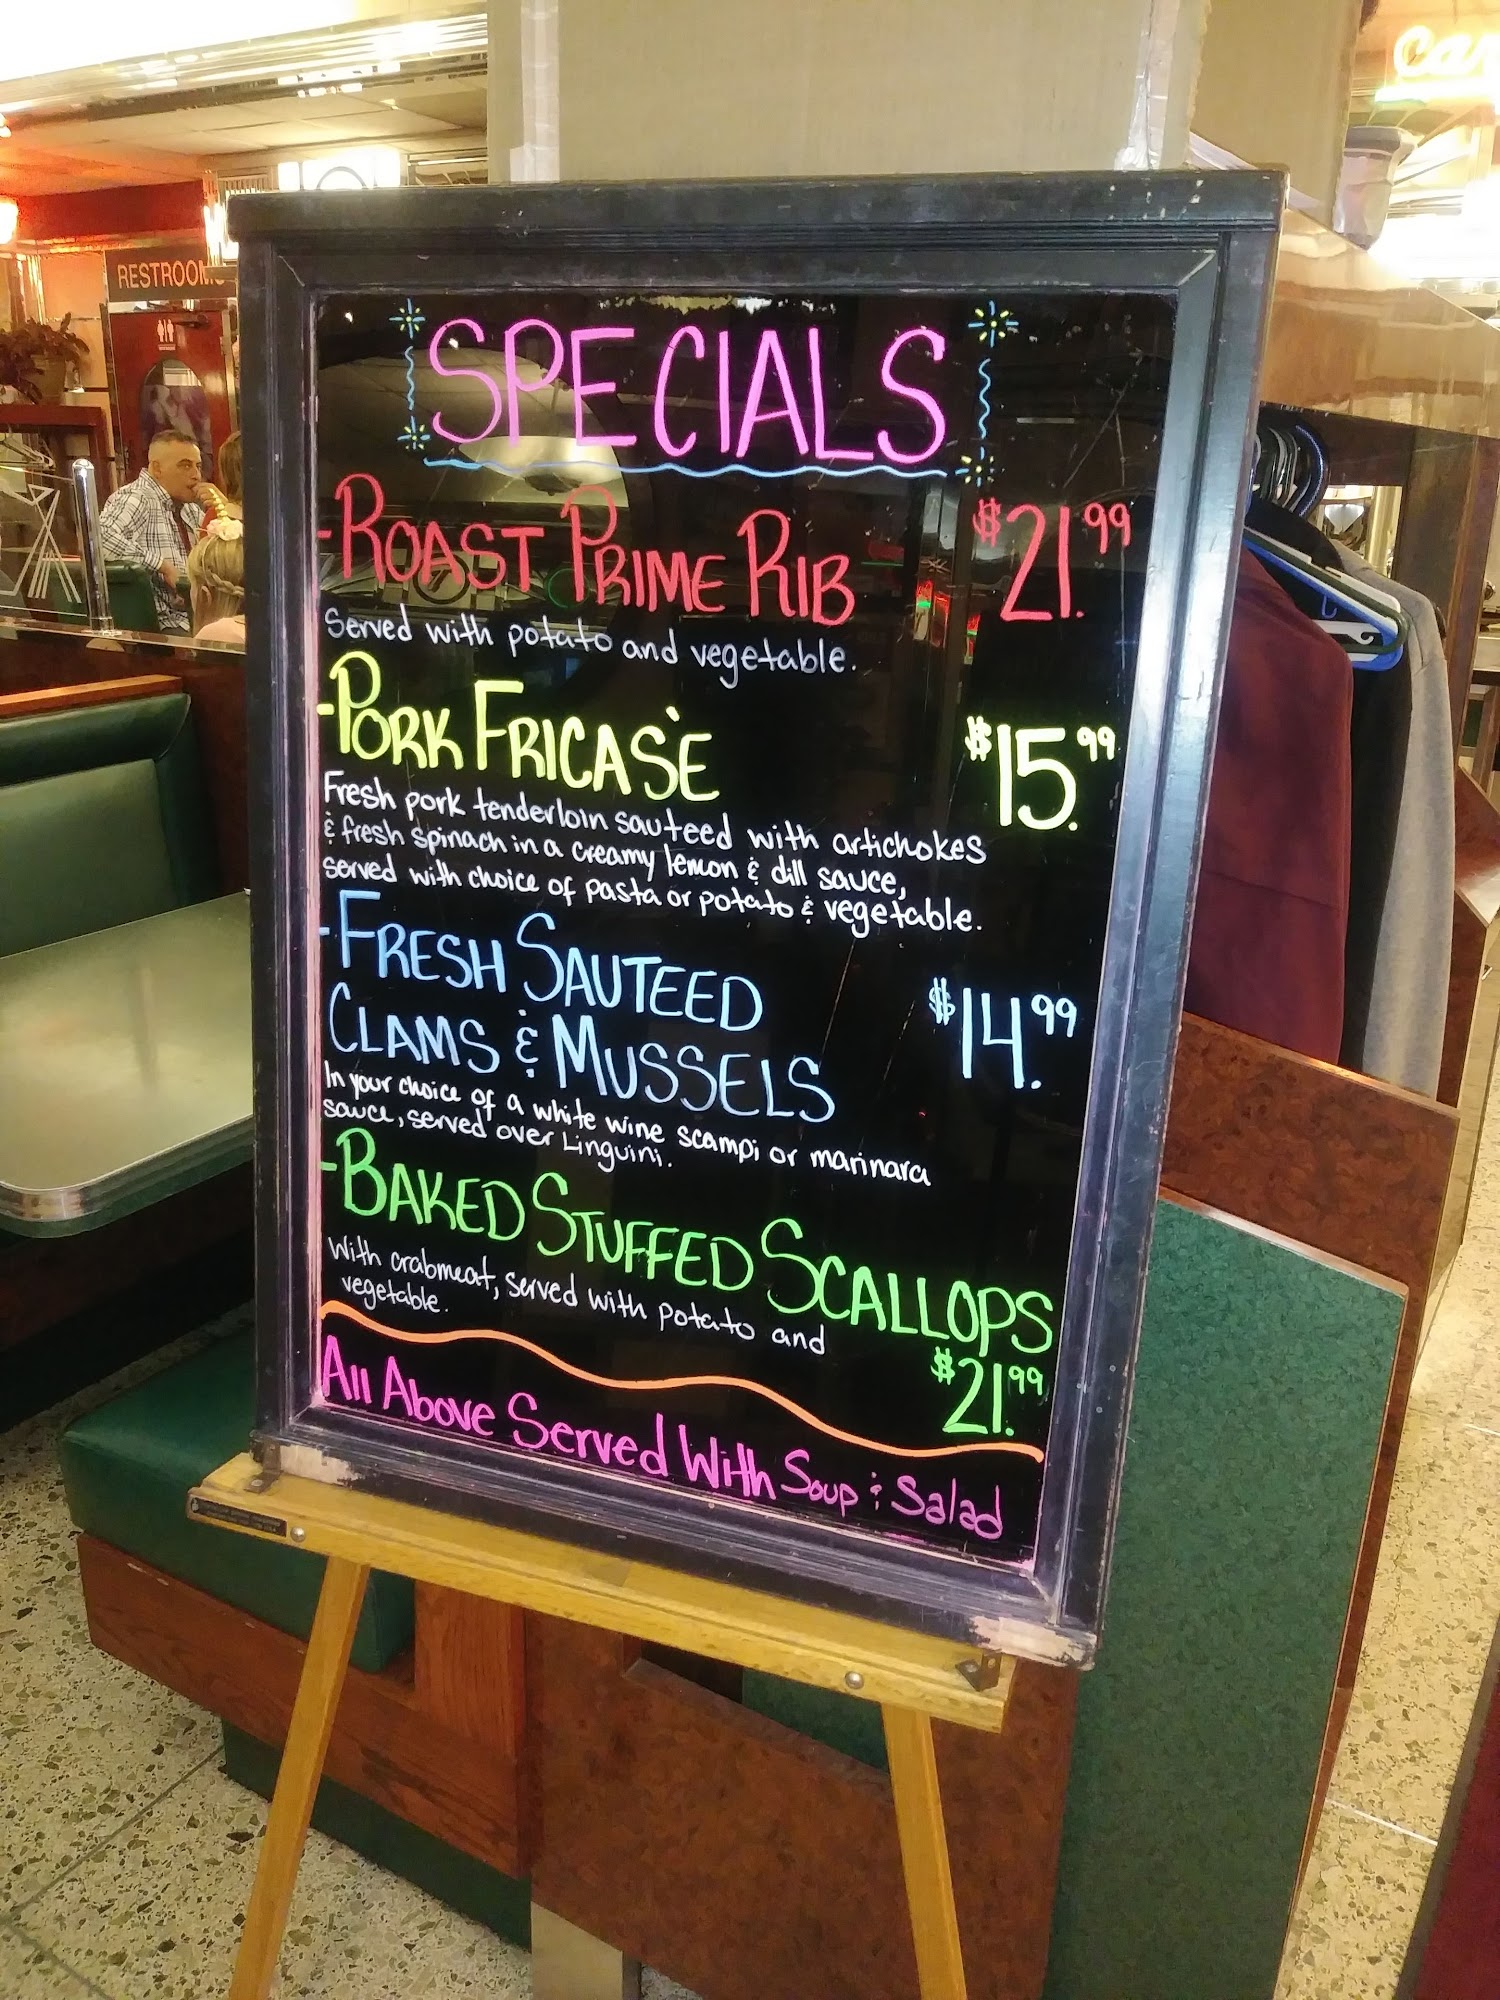 RESTROOM
SPECIALS
-ROAST PRIME RIB $21.99
Served with potato and vegetable.
-PORK FRICASÈ $15.99
Fresh pork tenderloin sauteed with artichokes
& fresh spinach in a creamy lemon & dill sauce,
served with choice of pasta or potato & vegetable.
-FRESH SAUTEED
CLAMS & MUSSELS $14.99
In your choice of a white wine scampi or marinara
sauce, served over Linguini.
-BAKED STUFFED SCALLOPS
With crabmeat, served with potato and
vegetable.
$21.99
All Above Served With Soup & Salad